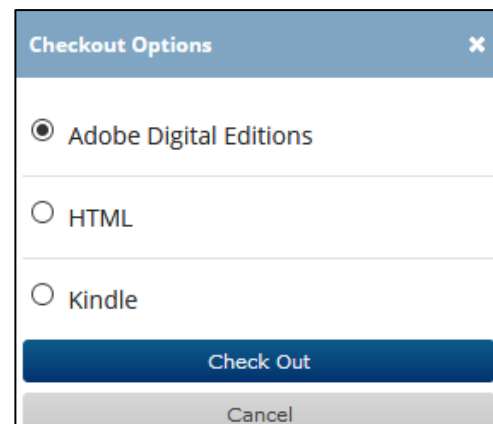 Checkout Options
Adobe Digital Editions
HTML
Kindle
Check Out
Cancel